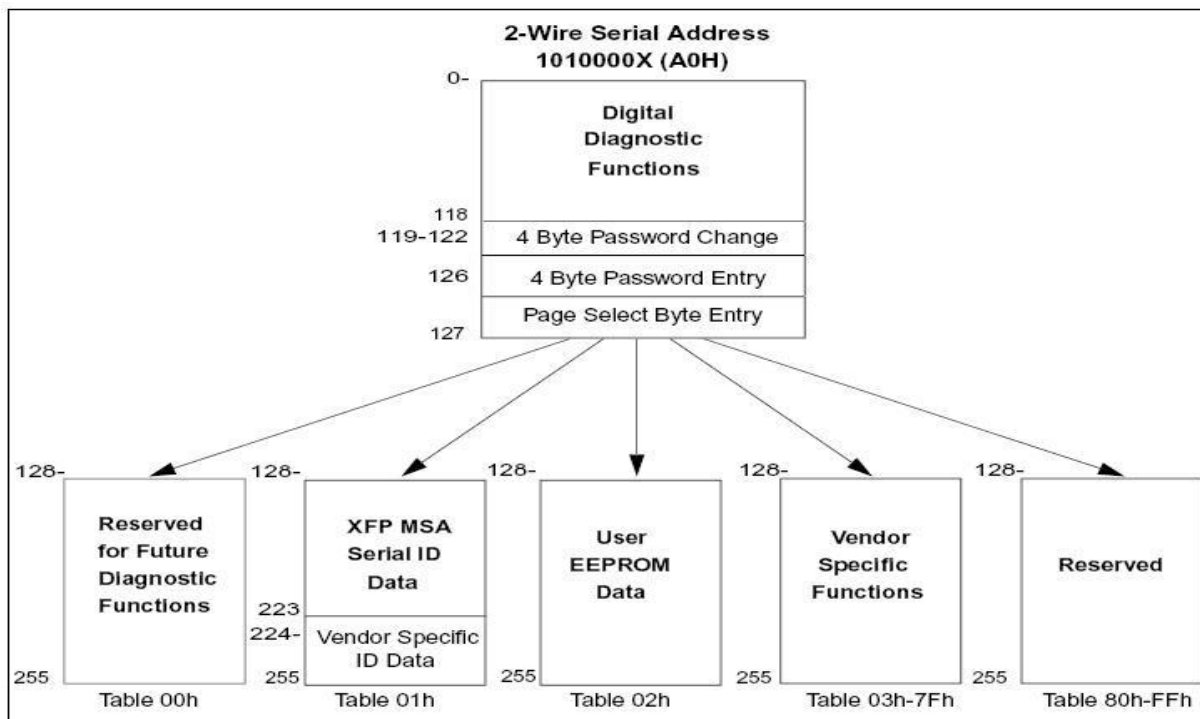 2-Wire Serial Address
1010000X (A0H)
0-
Digital
Diagnostic
Functions
118
119-122
4 Byte Password Change
126
4 Byte Password Entry
Page Select Byte Entry
127
128-
Reserved
for Future
Diagnostic
Functions
255
Table 00h
128-
XFP MSA
Serial ID
Data
223
224-
Vendor Specific
ID Data
255
Table 01h
128-
User
EEPROM
Data
255
Table 02h
128-
Vendor
Specific
Functions
255
Table 03h-7Fh
128-
Reserved
255
Table 80h-FFh